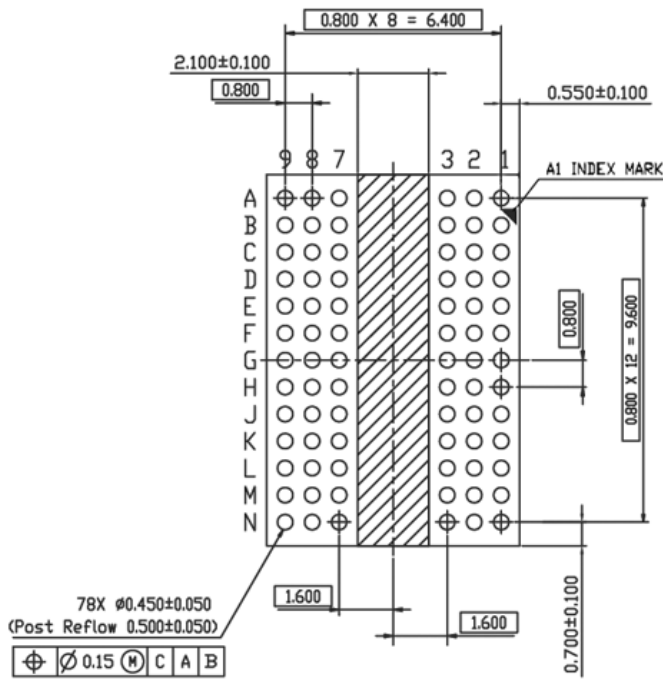 0.800 X 8 = 6.400
2.100±0.100
0.800
0.550±0.100
9 8 7 3 2 1
A1 INDEX MARK
A
B
C
D
E
F
G
H
J
K
L
M
N
0.800
0.800 X 12 = 9.600
78X Ø0.450±0.050
(Post Reflow 0.500±0.050)
⌖ Ø 0.15 Ⓜ C A B
1.600
1.600
0.700±0.100